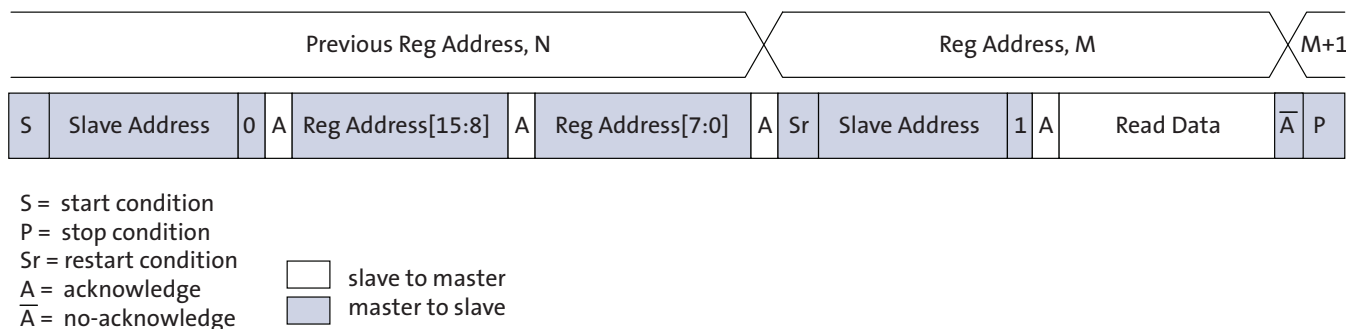 Previous Reg Address, N Reg Address, M M+1
S Slave Address 0 A Reg Address[15:8] A Reg Address[7:0] A Sr Slave Address 1 A Read Data A̅ P
S = start condition
P = stop condition
Sr = restart condition
A = acknowledge
A̅ = no-acknowledge
slave to master
master to slave